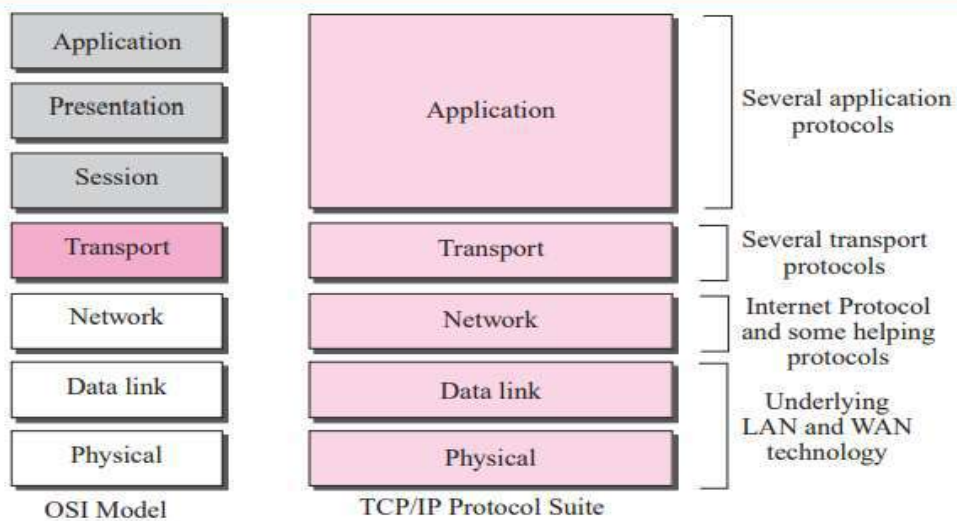 Application
Presentation
Session
Transport
Network
Data link
Physical
OSI Model
Application
Transport
Network
Data link
Physical
TCP/IP Protocol Suite
Several application
protocols
Several transport
protocols
Internet Protocol
and some helping
protocols
Underlying
LAN and WAN
technology